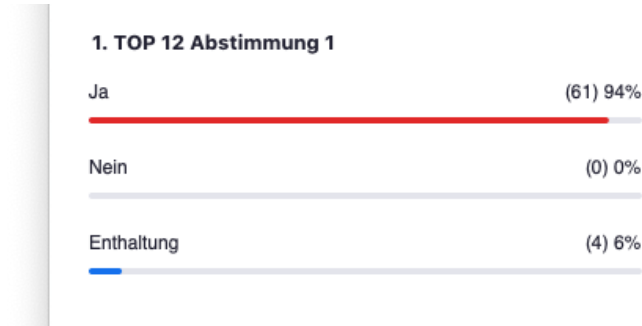 1. TOP 12 Abstimmung 1
Ja (61) 94%
Nein (0) 0%
Enthaltung (4) 6%